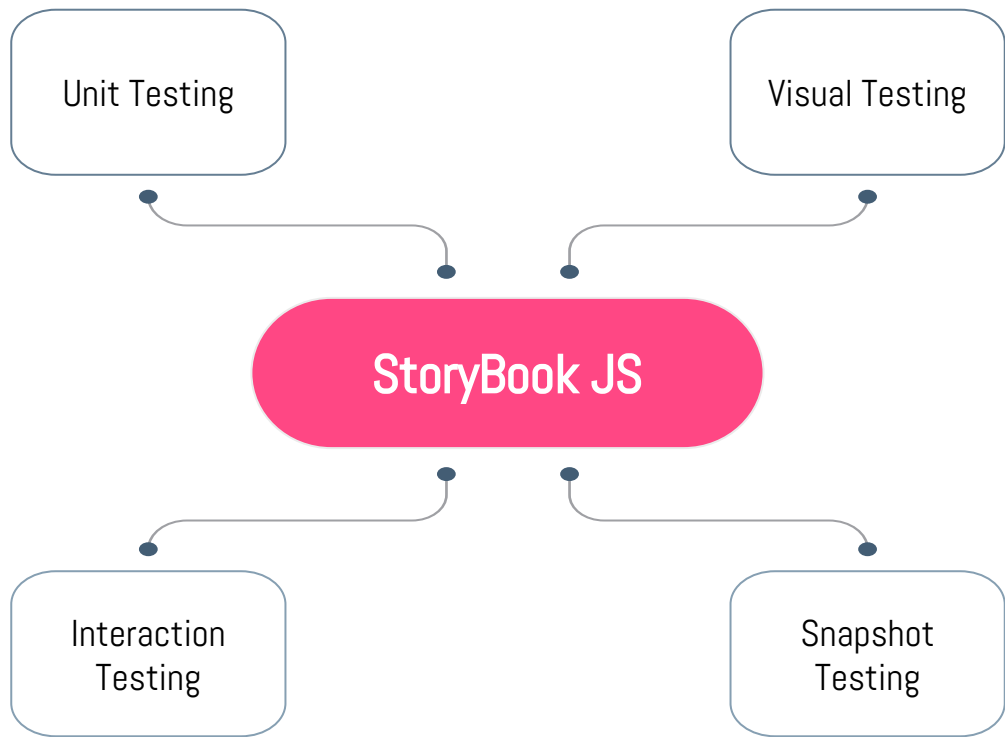 Unit Testing
Visual Testing
StoryBook JS
Interaction
Testing
Snapshot
Testing